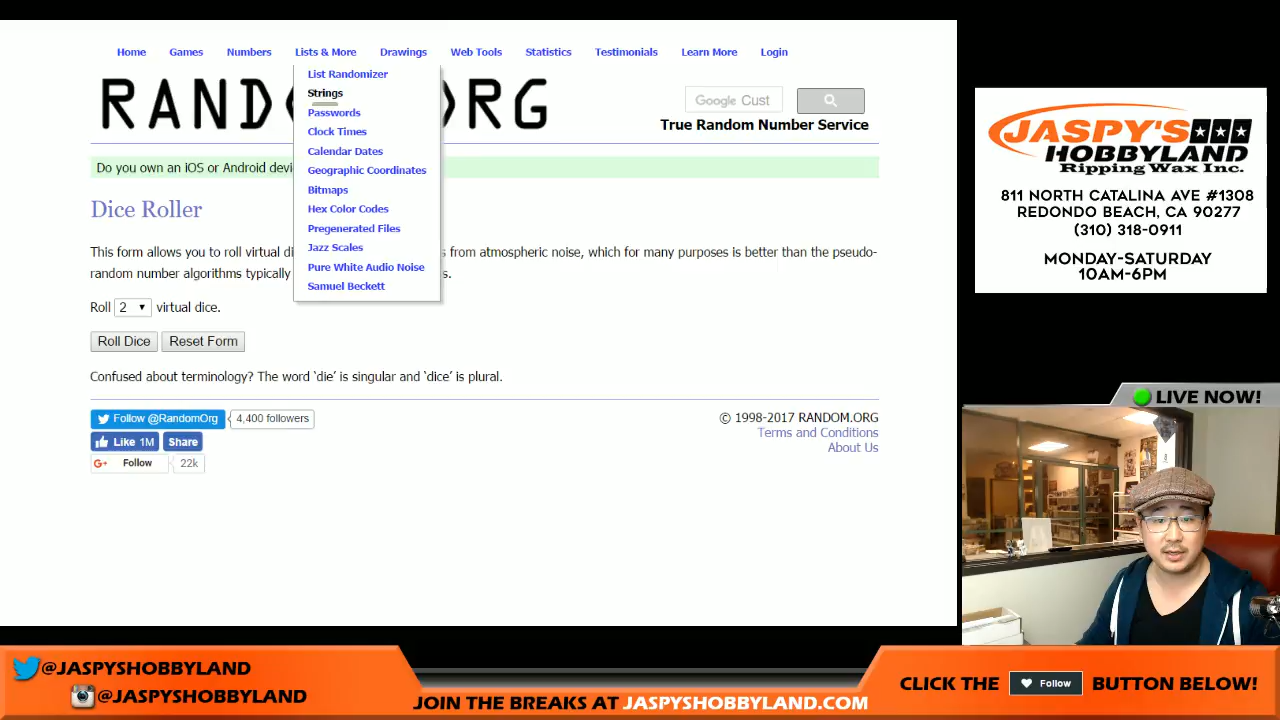 Home Games Numbers Lists & More Drawings Web Tools Statistics Testimonials Learn More Login
List Randomizer
Strings
Passwords
Clock Times
Calendar Dates
Geographic Coordinates
Bitmaps
Hex Color Codes
Pregenerated Files
Jazz Scales
Pure White Audio Noise
Samuel Beckett
Google Cust
True Random Number Service
Do you own an iOS or Android devi
Dice Roller
This form allows you to roll virtual di s from atmospheric noise, which for many purposes is better than the pseudo-
random number algorithms typically s.
Roll 2 virtual dice.
Roll Dice Reset Form
Confused about terminology? The word ‘die’ is singular and ‘dice’ is plural.
Follow @RandomOrg 4,400 followers
Like 1M Share
G+ Follow 22k
© 1998-2017 RANDOM.ORG
Terms and Conditions
About Us
JASPY'S
HOBBYLAND
Ripping Wax Inc.
811 NORTH CATALINA AVE #1308
REDONDO BEACH, CA 90277
(310) 318-0911
MONDAY-SATURDAY
10AM-6PM
LIVE NOW!
@JASPYSHOBBYLAND
@JASPYSHOBBYLAND
JOIN THE BREAKS AT JASPYSHOBBYLAND.COM
CLICK THE Follow BUTTON BELOW!